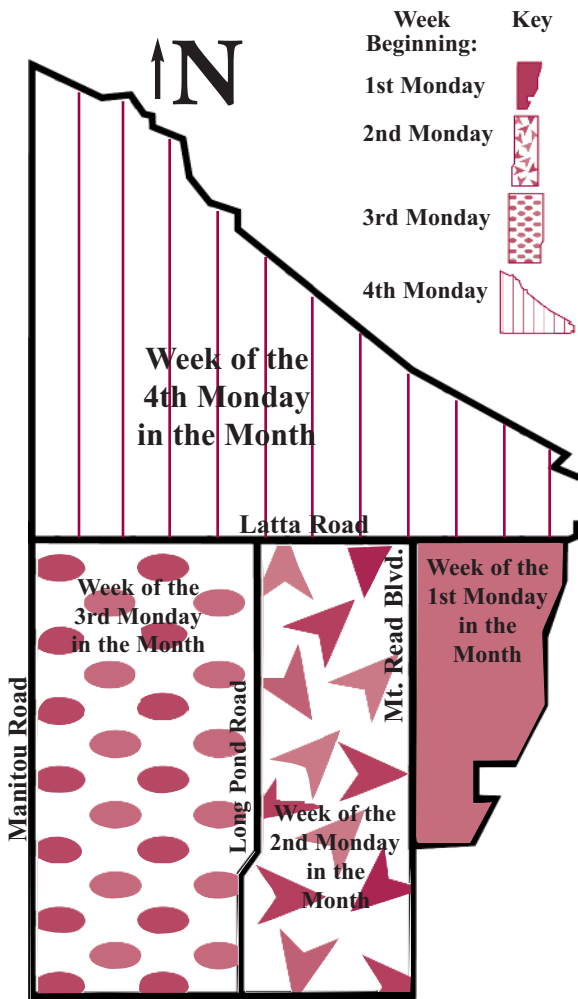 Week
Beginning:
Key
1st Monday
2nd Monday
3rd Monday
4th Monday
N
Week of the
4th Monday
in the Month
Latta Road
Manitou Road
Week of the
3rd Monday
in the Month
Long Pond Road
Week of the
2nd Monday
in the
Month
Mt. Read Blvd.
Week of the
1st Monday
in the
Month